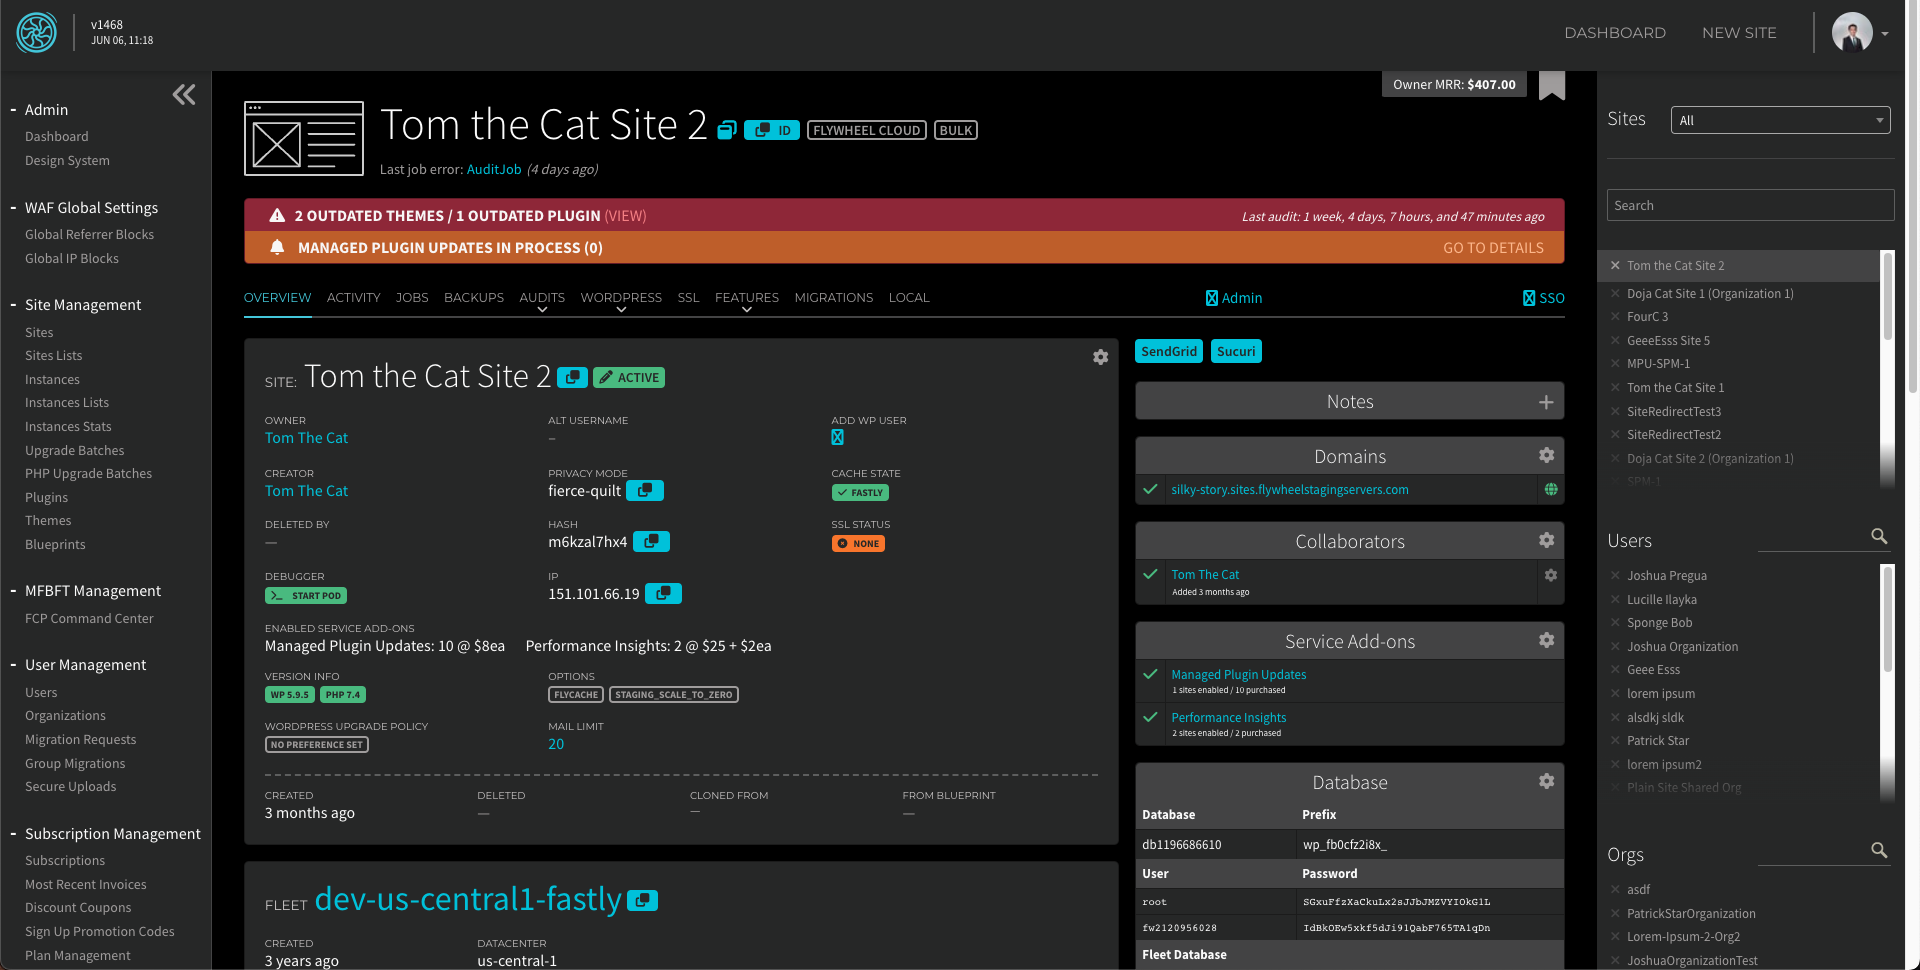 v1468
JUN 06, 11:18
DASHBOARD
NEW SITE
- Admin
Dashboard
Design System
- WAF Global Settings
Global Referrer Blocks
Global IP Blocks
- Site Management
Sites
Sites Lists
Instances
Instances Lists
Instances Stats
Upgrade Batches
PHP Upgrade Batches
Plugins
Themes
Blueprints
- MFBFT Management
FCP Command Center
- User Management
Users
Organizations
Migration Requests
Group Migrations
Secure Uploads
- Subscription Management
Subscriptions
Most Recent Invoices
Discount Coupons
Sign Up Promotion Codes
Plan Management
Owner MRR: $407.00
Tom the Cat Site 2
ID
FLYWHEEL CLOUD
BULK
Last job error: AuditJob (4 days ago)
2 OUTDATED THEMES / 1 OUTDATED PLUGIN (VIEW)
Last audit: 1 week, 4 days, 7 hours, and 47 minutes ago
MANAGED PLUGIN UPDATES IN PROCESS (0)
GO TO DETAILS
OVERVIEW
ACTIVITY
JOBS
BACKUPS
AUDITS
WORDPRESS
SSL
FEATURES
MIGRATIONS
LOCAL
Admin
SSO
SITE: Tom the Cat Site 2
ACTIVE
OWNER
Tom The Cat
ALT USERNAME
–
ADD WP USER
CREATOR
Tom The Cat
PRIVACY MODE
fierce-quilt
CACHE STATE
FASTLY
DELETED BY
—
HASH
m6kzal7hx4
SSL STATUS
NONE
DEBUGGER
START POD
IP
151.101.66.19
ENABLED SERVICE ADD-ONS
Managed Plugin Updates: 10 @ $8ea
Performance Insights: 2 @ $25 + $2ea
VERSION INFO
WP 5.9.5
PHP 7.4
OPTIONS
FLYCACHE
STAGING_SCALE_TO_ZERO
WORDPRESS UPGRADE POLICY
NO PREFERENCE SET
MAIL LIMIT
20
CREATED
3 months ago
DELETED
—
CLONED FROM
—
FROM BLUEPRINT
—
FLEET dev-us-central1-fastly
CREATED
3 years ago
DATACENTER
us-central-1
SendGrid
Sucuri
Notes
Domains
silky-story.sites.flywheelstagingservers.com
Collaborators
Tom The Cat
Added 3 months ago
Service Add-ons
Managed Plugin Updates
1 sites enabled / 10 purchased
Performance Insights
2 sites enabled / 2 purchased
Database
Database
Prefix
db1196686610
wp_fb0cfz2i8x_
User
Password
root
SGxuFfzXaCkuLx2sJJbJMZVYIOkG1L
fw2120956028
IdBkOEw5xkf5dJi91QabF765TA1qDn
Fleet Database
Sites
All
Search
Tom the Cat Site 2
Doja Cat Site 1 (Organization 1)
FourC 3
GeeeEsss Site 5
MPU-SPM-1
Tom the Cat Site 1
SiteRedirectTest3
SiteRedirectTest2
Doja Cat Site 2 (Organization 1)
SPM-1
Users
Joshua Pregua
Lucille Ilayka
Sponge Bob
Joshua Organization
Geee Esss
lorem ipsum
alsdkj sldk
Patrick Star
lorem ipsum2
Plain Site Shared Org
Orgs
asdf
PatrickStarOrganization
Lorem-Ipsum-2-Org2
JoshuaOrganizationTest